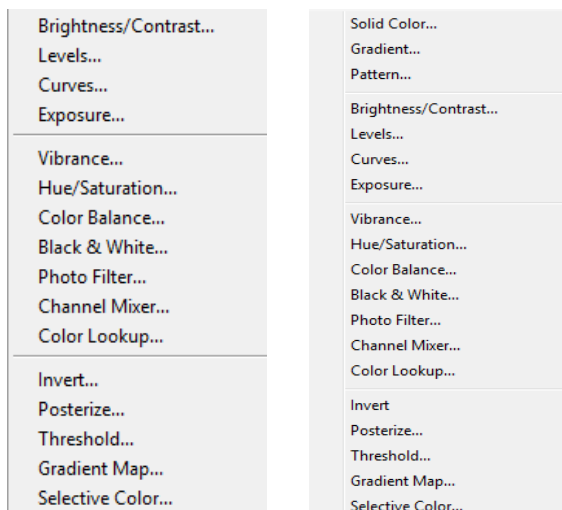 Brightness/Contrast...
Levels...
Curves...
Exposure...
Vibrance...
Hue/Saturation...
Color Balance...
Black & White...
Photo Filter...
Channel Mixer...
Color Lookup...
Invert...
Posterize...
Threshold...
Gradient Map...
Selective Color...
Solid Color...
Gradient...
Pattern...
Brightness/Contrast...
Levels...
Curves...
Exposure...
Vibrance...
Hue/Saturation...
Color Balance...
Black & White...
Photo Filter...
Channel Mixer...
Color Lookup...
Invert
Posterize...
Threshold...
Gradient Map...
Selective Color...